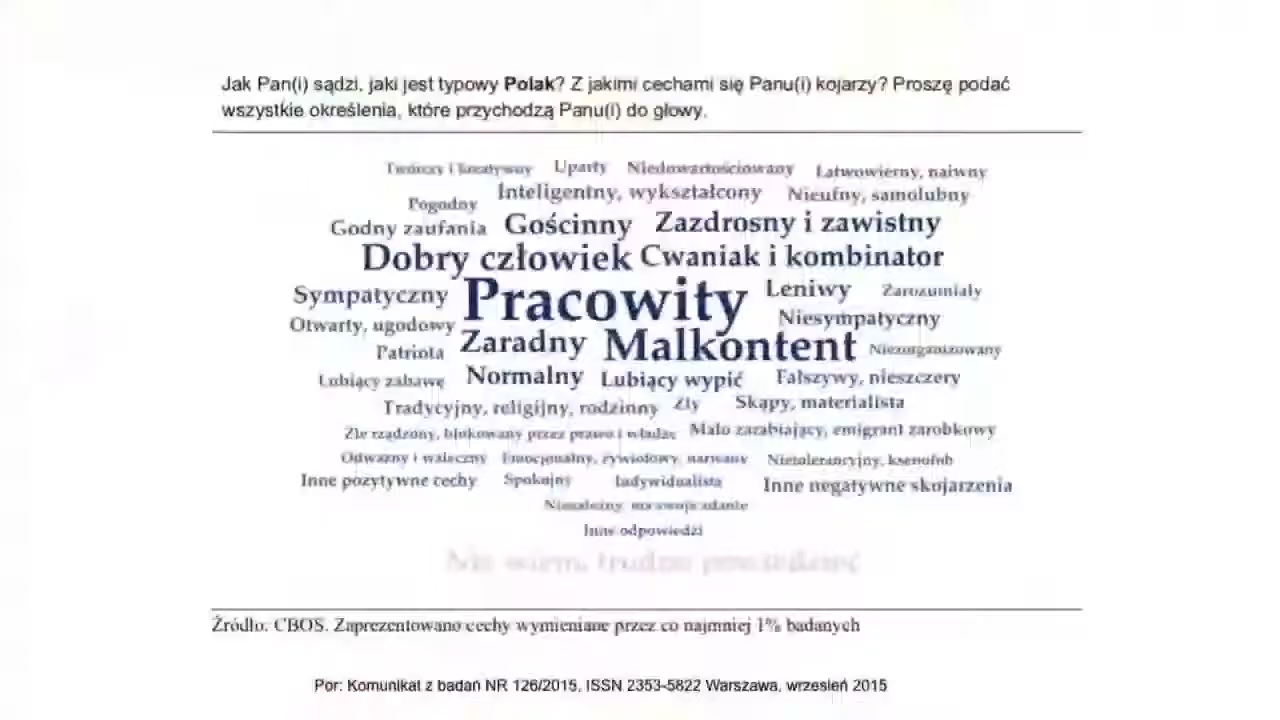 Jak Pan(i) sądzi, jaki jest typowy Polak? Z jakimi cechami się Panu(i) kojarzy? Proszę podać
wszystkie określenia, które przychodzą Panu(i) do głowy.
Twórczy i kreatywny Uparty Niedowartościowany Łatwowierny, naiwny
Pogodny Inteligentny, wykształcony Nieufny, samolubny
Godny zaufania Gościnny Zazdrosny i zawistny
Dobry człowiek Cwaniak i kombinator
Sympatyczny Pracowity Leniwy Zarozumiały
Otwarty, ugodowy Niesympatyczny
Patriota Zaradny Malkontent Niezorganizowany
Lubiący zabawę Normalny Lubiący wypić Fałszywy, nieszczery
Tradycyjny, religijny, rodzinny Zły Skąpy, materialista
Źle rządzony, blokowany przez prawo i władzę Mało zarabiający, emigrant zarobkowy
Odważny i waleczny Emocjonalny, żywiołowy, narwany Nietolerancyjny, ksenofob
Inne pozytywne cechy Spokojny Indywidualista Inne negatywne skojarzenia
Niezależny, ma swoje zdanie
Inne odpowiedzi
Nie wiem, trudno powiedzieć
Źródło. CBOS. Zaprezentowano cechy wymieniane przez co najmniej 1% badanych
Por: Komunikat z badań NR 126/2015, ISSN 2353-5822 Warszawa, wrzesień 2015